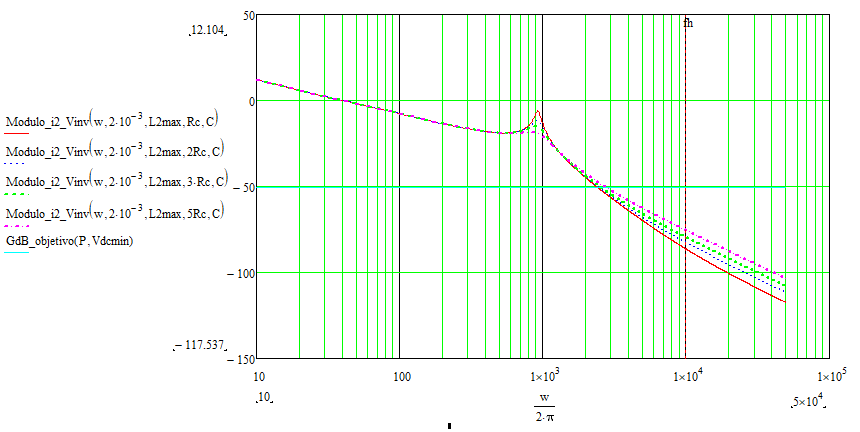 50
fh
12.104
0
Modulo_i2_Vinv(w,2·10⁻³,L2max,Rc,C)
Modulo_i2_Vinv(w,2·10⁻³,L2max,2Rc,C)
Modulo_i2_Vinv(w,2·10⁻³,L2max,3·Rc,C)
−50
Modulo_i2_Vinv(w,2·10⁻³,L2max,5Rc,C)
GdB_objetivo(P,Vdcmin)
−100
−117.537
−150
10 100 1×10³ 1×10⁴ 1×10⁵
10 w 5×10⁴
2·π